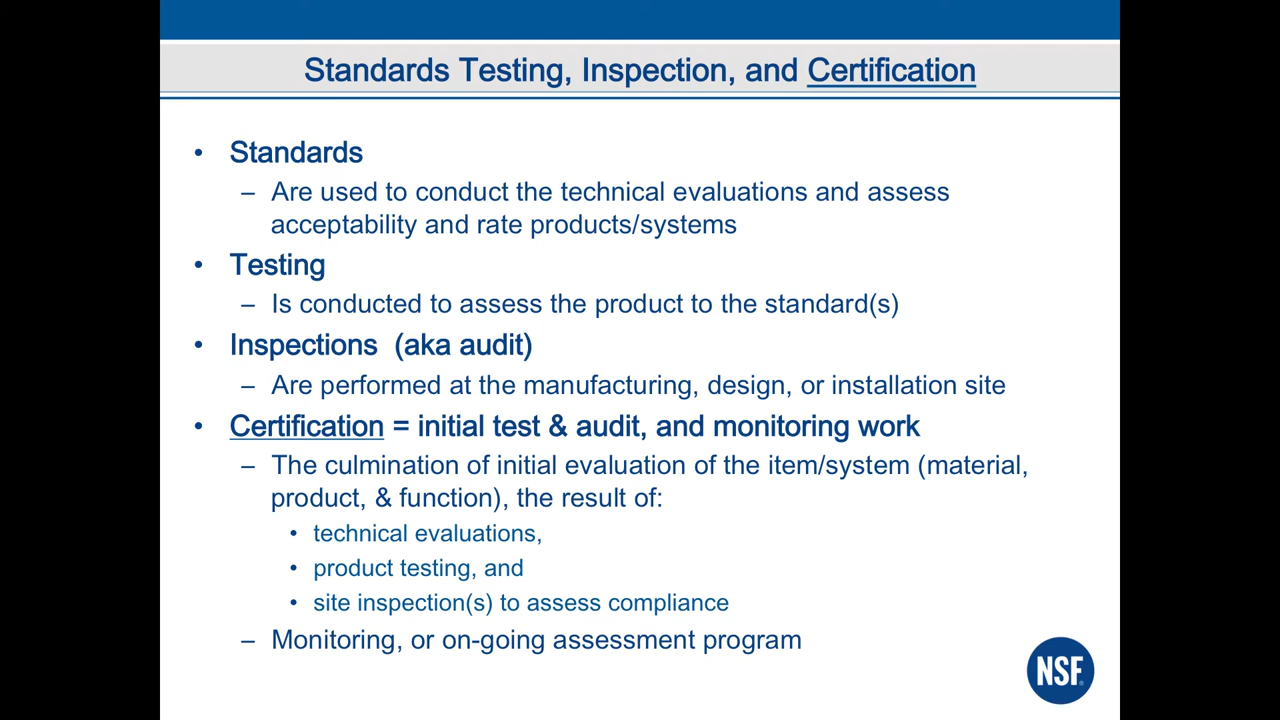 Standards Testing, Inspection, and Certification
• Standards
– Are used to conduct the technical evaluations and assess
acceptability and rate products/systems
• Testing
– Is conducted to assess the product to the standard(s)
• Inspections (aka audit)
– Are performed at the manufacturing, design, or installation site
• Certification = initial test & audit, and monitoring work
– The culmination of initial evaluation of the item/system (material,
product, & function), the result of:
• technical evaluations,
• product testing, and
• site inspection(s) to assess compliance
– Monitoring, or on-going assessment program
NSF®